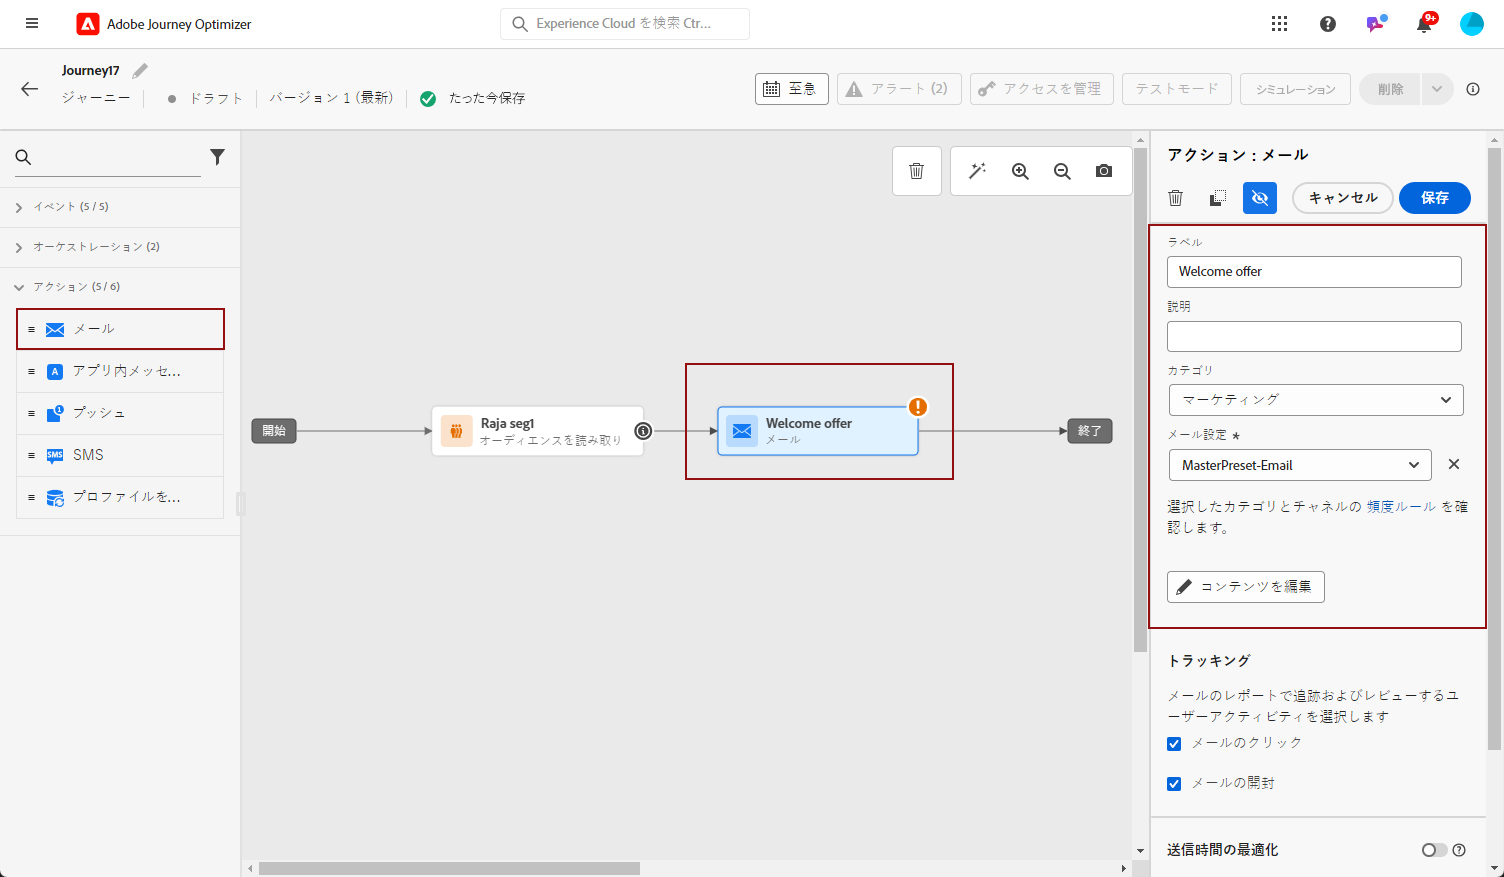 Adobe Journey Optimizer
Experience Cloud を検索 Ctr...
9+
Journey17
ジャーニー
ドラフト
バージョン 1 (最新)
たった今保存
至急
アラート (2)
アクセスを管理
テストモード
シミュレーション
削除
イベント (5 / 5)
オーケストレーション (2)
アクション (5 / 6)
メール
アプリ内メッセ...
プッシュ
SMS
プロファイルを...
開始
Raja seg1
オーディエンスを読み取り
Welcome offer
メール
終了
アクション : メール
キャンセル
保存
ラベル
Welcome offer
説明
カテゴリ
マーケティング
メール設定 *
MasterPreset-Email
選択したカテゴリとチャネルの 頻度ルール を確
認します。
コンテンツを編集
トラッキング
メールのレポートで追跡およびレビューするユ
ーザーアクティビティを選択します
メールのクリック
メールの開封
送信時間の最適化